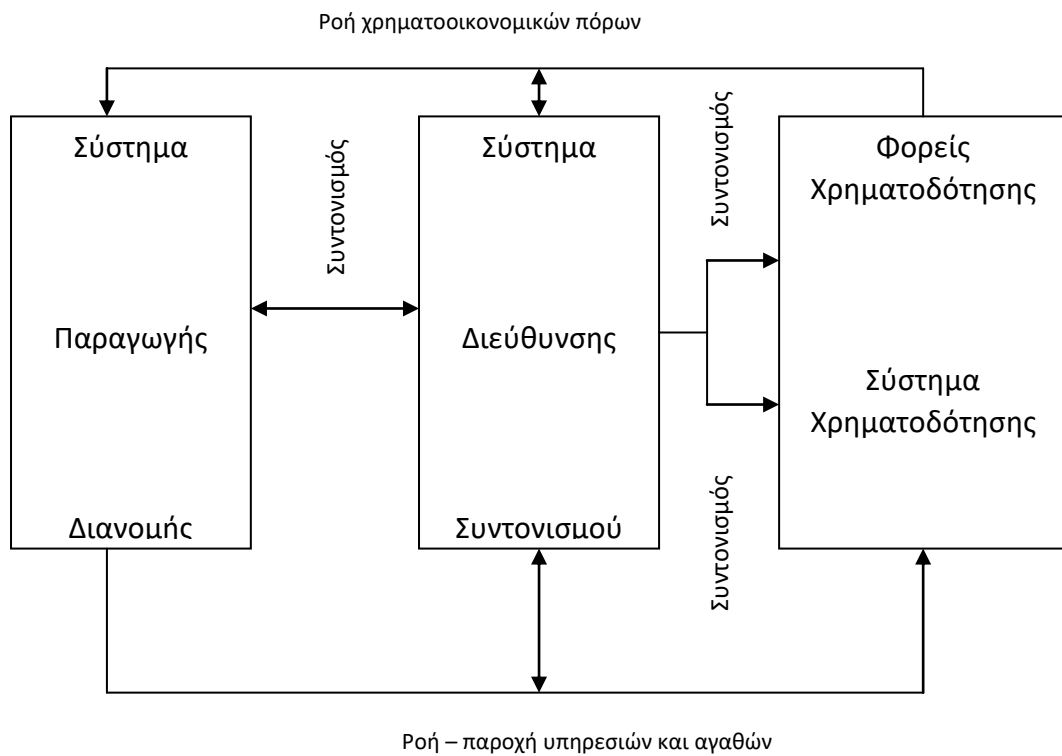 Ροή χρηματοοικονομικών πόρων
Σύστημα
Παραγωγής
Διανομής
Συντονισμός
Σύστημα
Διεύθυνσης
Συντονισμού
Συντονισμός
Συντονισμός
Φορείς
Χρηματοδότησης
Σύστημα
Χρηματοδότησης
Ροή – παροχή υπηρεσιών και αγαθών